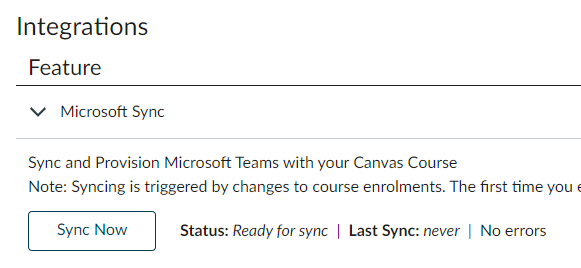 Integrations
Feature
Microsoft Sync
Sync and Provision Microsoft Teams with your Canvas Course
Note: Syncing is triggered by changes to course enrolments. The first time you
Sync Now Status: Ready for sync | Last Sync: never | No errors